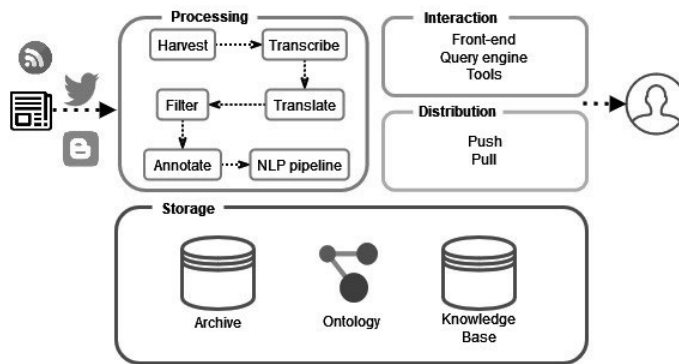 Processing
Harvest
Transcribe
Filter
Translate
Annotate
NLP pipeline
Interaction
Front-end
Query engine
Tools
Distribution
Push
Pull
Storage
Archive
Ontology
Knowledge
Base